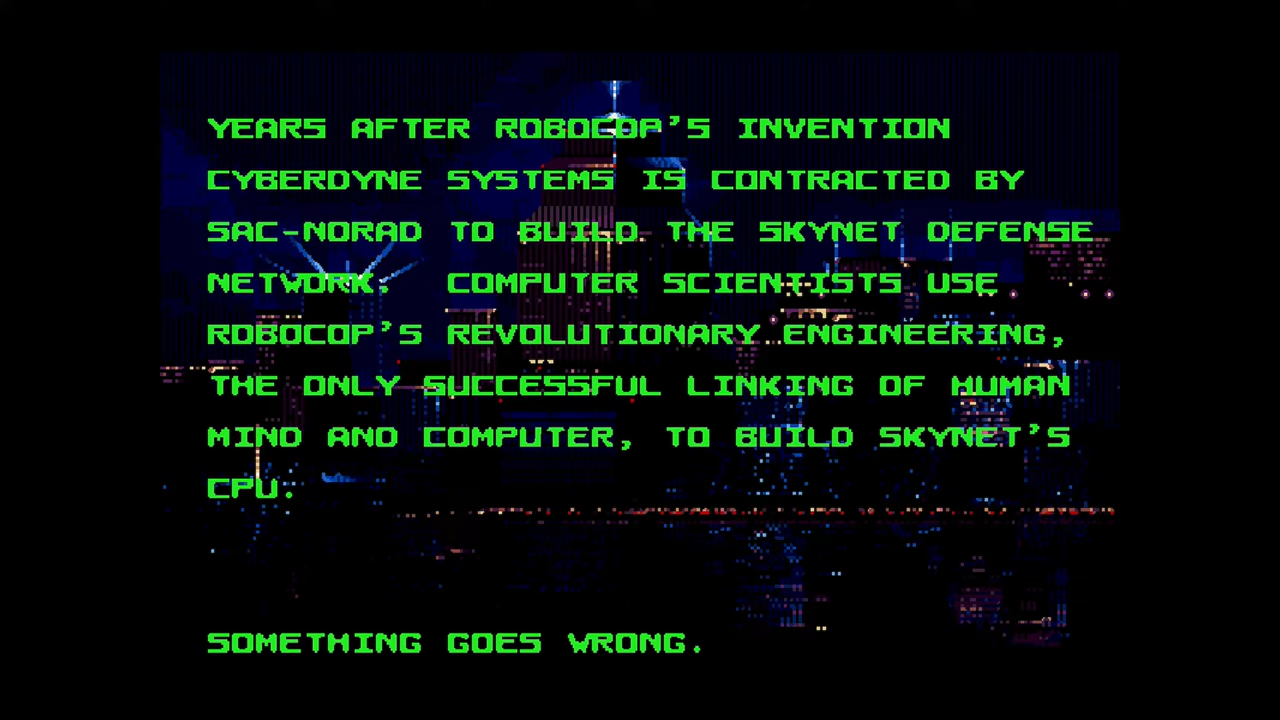 YEARS AFTER ROBOCOP'S INVENTION
CYBERDYNE SYSTEMS IS CONTRACTED BY
SAC-NORAD TO BUILD THE SKYNET DEFENSE
NETWORK. COMPUTER SCIENTISTS USE
ROBOCOP'S REVOLUTIONARY ENGINEERING,
THE ONLY SUCCESSFUL LINKING OF HUMAN
MIND AND COMPUTER, TO BUILD SKYNET'S
CPU.
SOMETHING GOES WRONG.